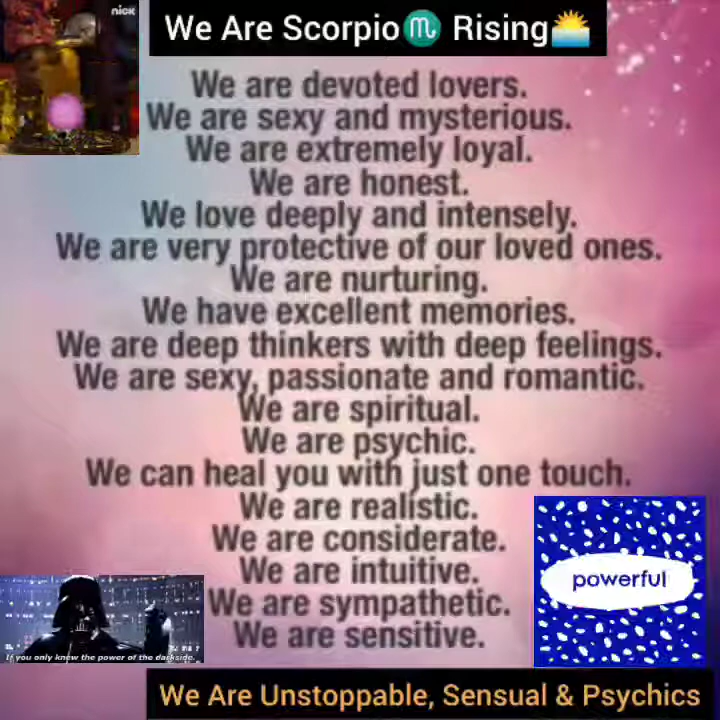 nick
We Are Scorpio♏ Rising🌅
We are devoted lovers.
We are sexy and mysterious.
We are extremely loyal.
We are honest.
We love deeply and intensely.
We are very protective of our loved ones.
We are nurturing.
We have excellent memories.
We are deep thinkers with deep feelings.
We are sexy, passionate and romantic.
We are spiritual.
We are psychic.
We can heal you with just one touch.
We are realistic.
We are considerate.
We are intuitive.
We are sympathetic.
We are sensitive.
powerful
If you only knew the power of the darkside.
We Are Unstoppable, Sensual & Psychics